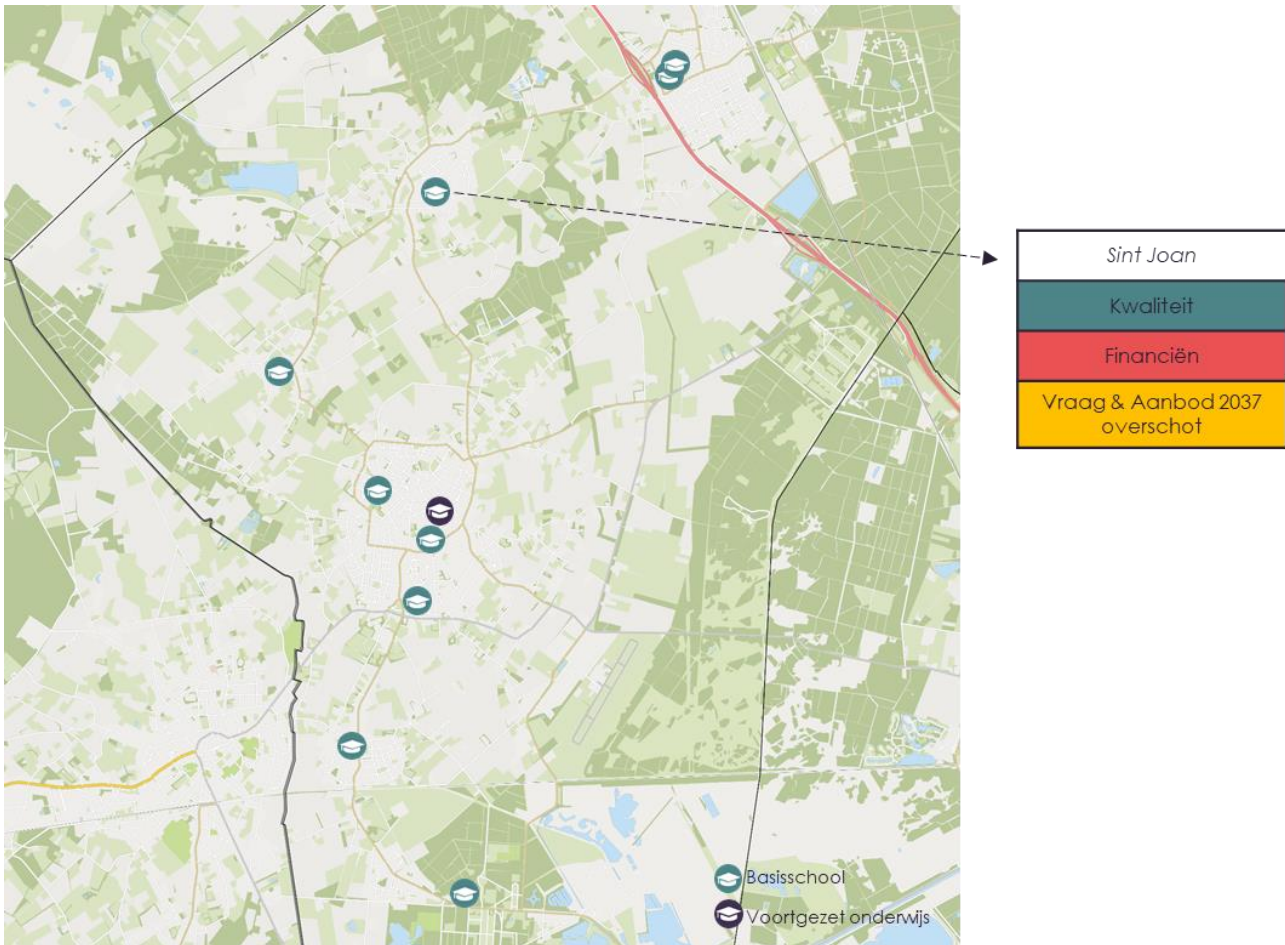 Sint Joan
Kwaliteit
Financiën
Vraag & Aanbod 2037
overschot
Basisschool
Voortgezet onderwijs